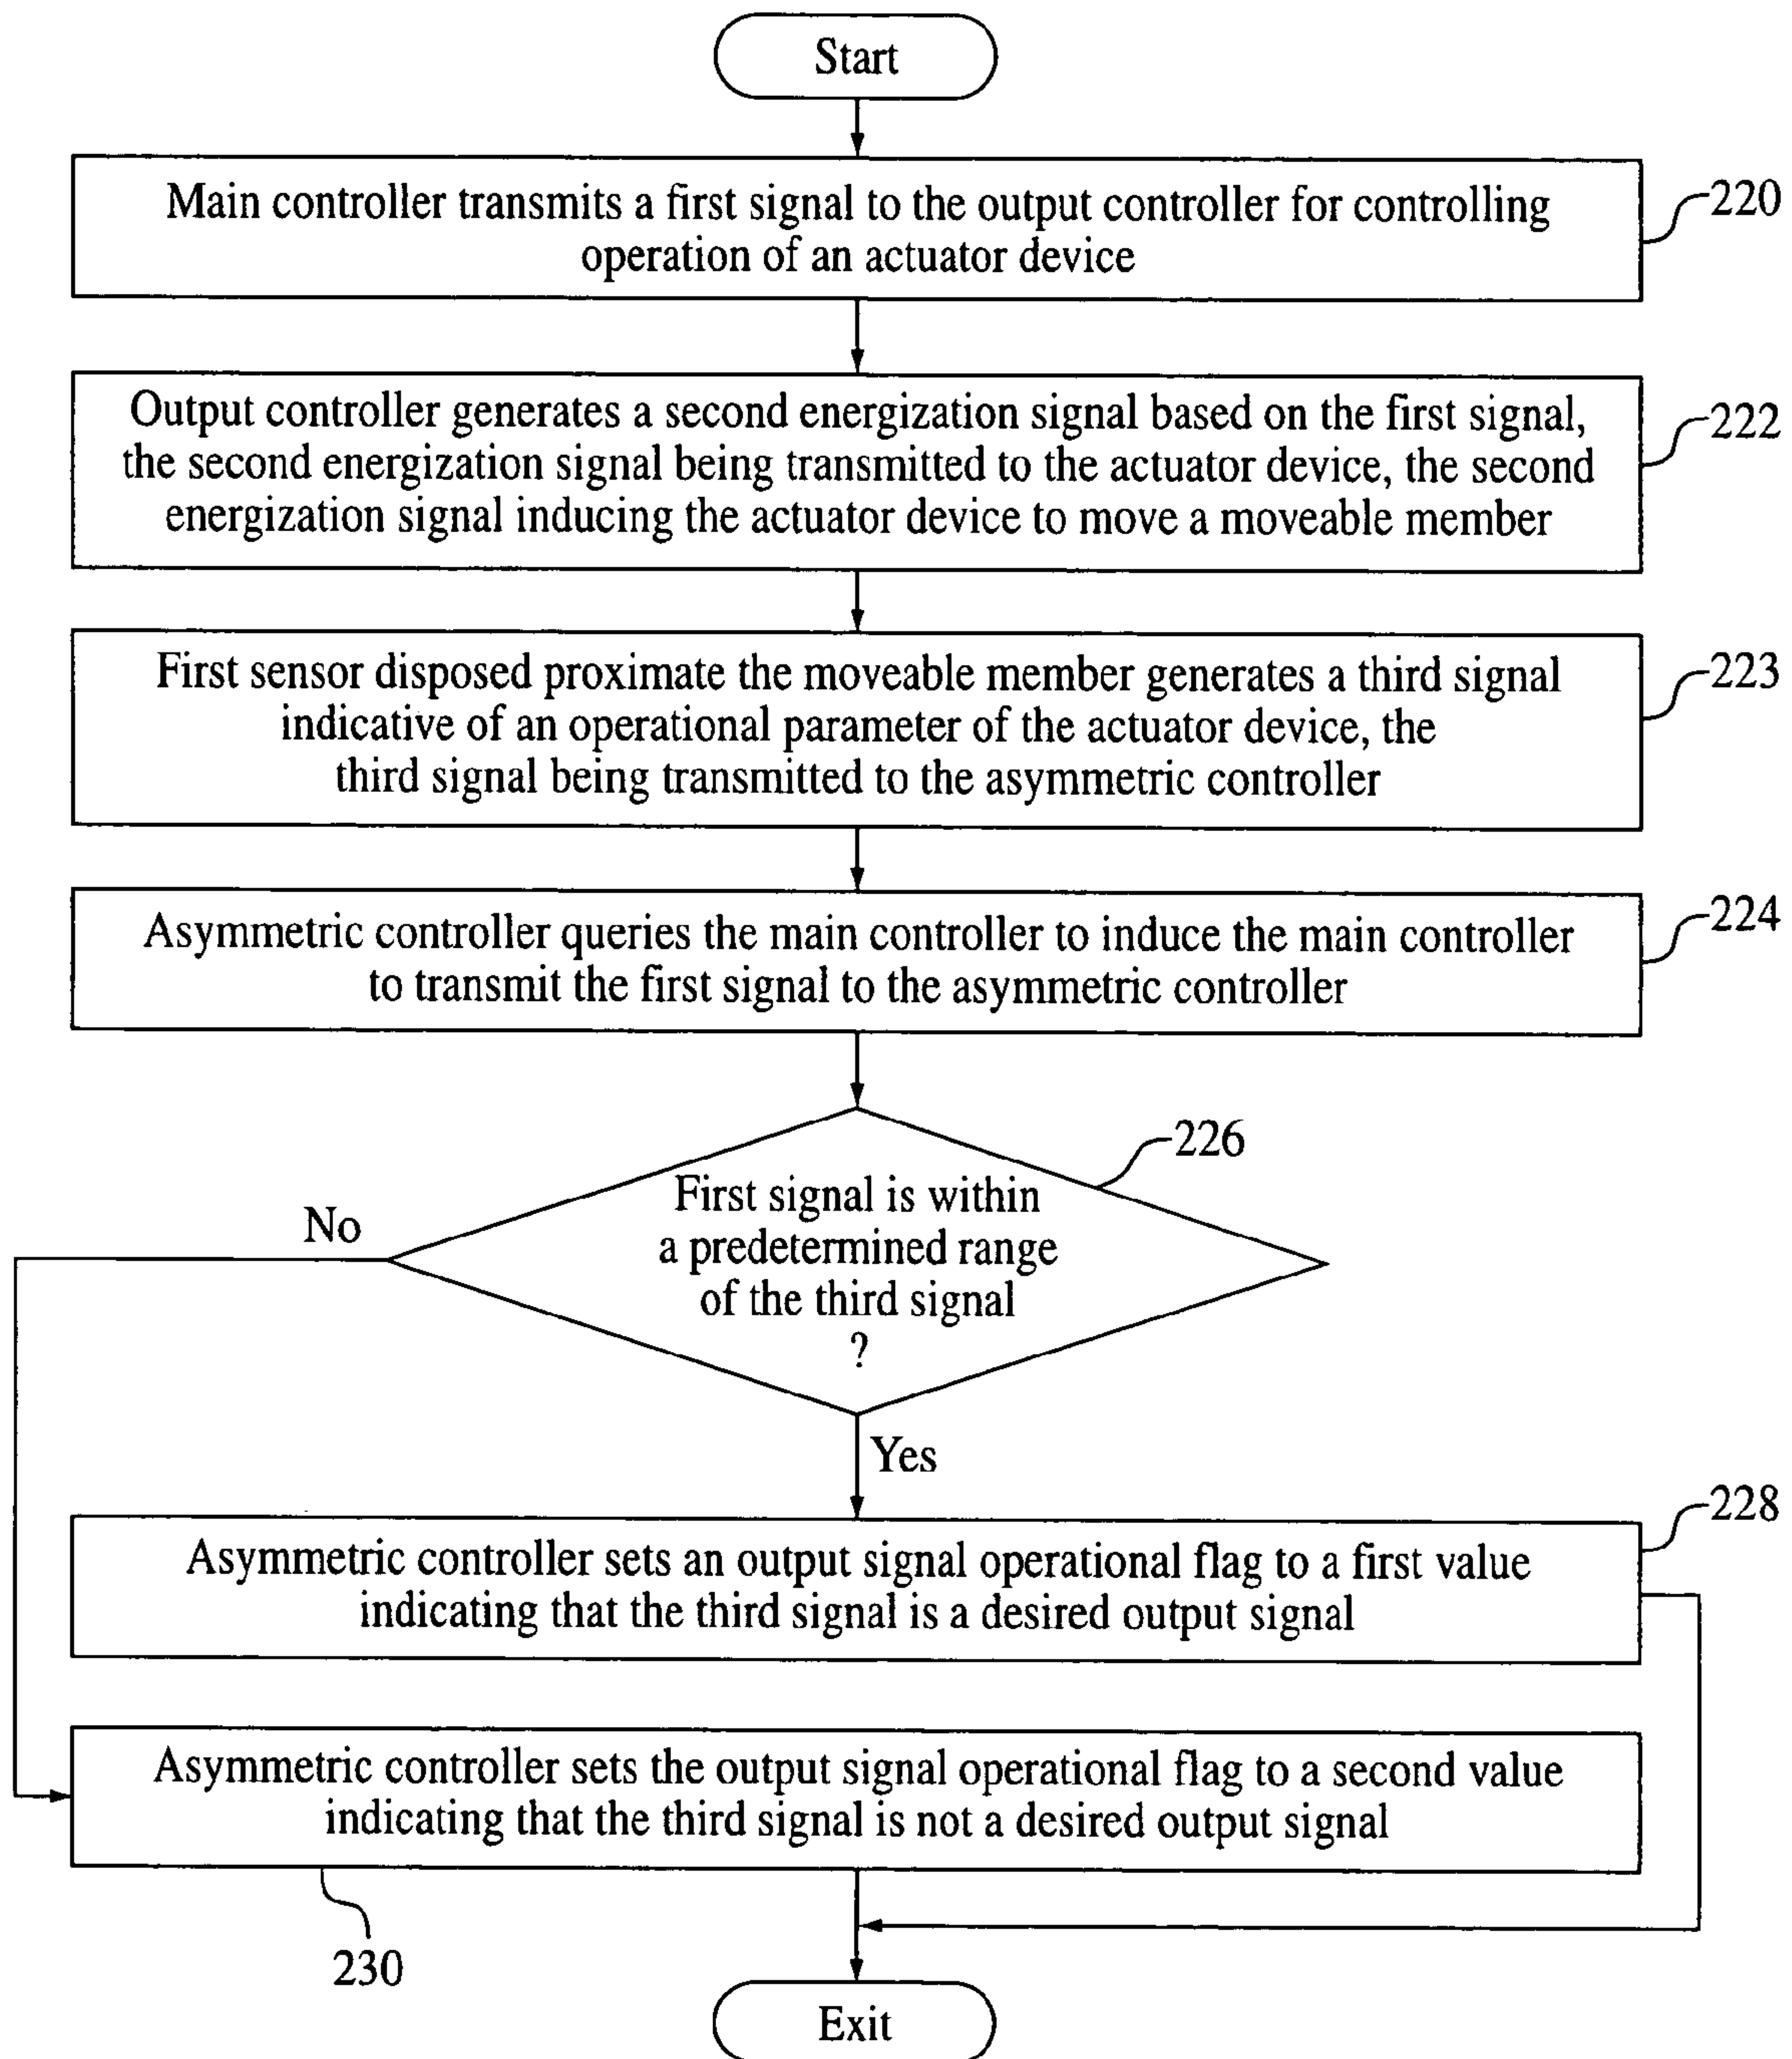 Start
Main controller transmits a first signal to the output controller for controlling
operation of an actuator device
220
Output controller generates a second energization signal based on the first signal,
the second energization signal being transmitted to the actuator device, the second
energization signal inducing the actuator device to move a moveable member
222
First sensor disposed proximate the moveable member generates a third signal
indicative of an operational parameter of the actuator device, the
third signal being transmitted to the asymmetric controller
223
Asymmetric controller queries the main controller to induce the main controller
to transmit the first signal to the asymmetric controller
224
226
First signal is within
a predetermined range
of the third signal
?
No
Yes
228
Asymmetric controller sets an output signal operational flag to a first value
indicating that the third signal is a desired output signal
Asymmetric controller sets the output signal operational flag to a second value
indicating that the third signal is not a desired output signal
230
Exit